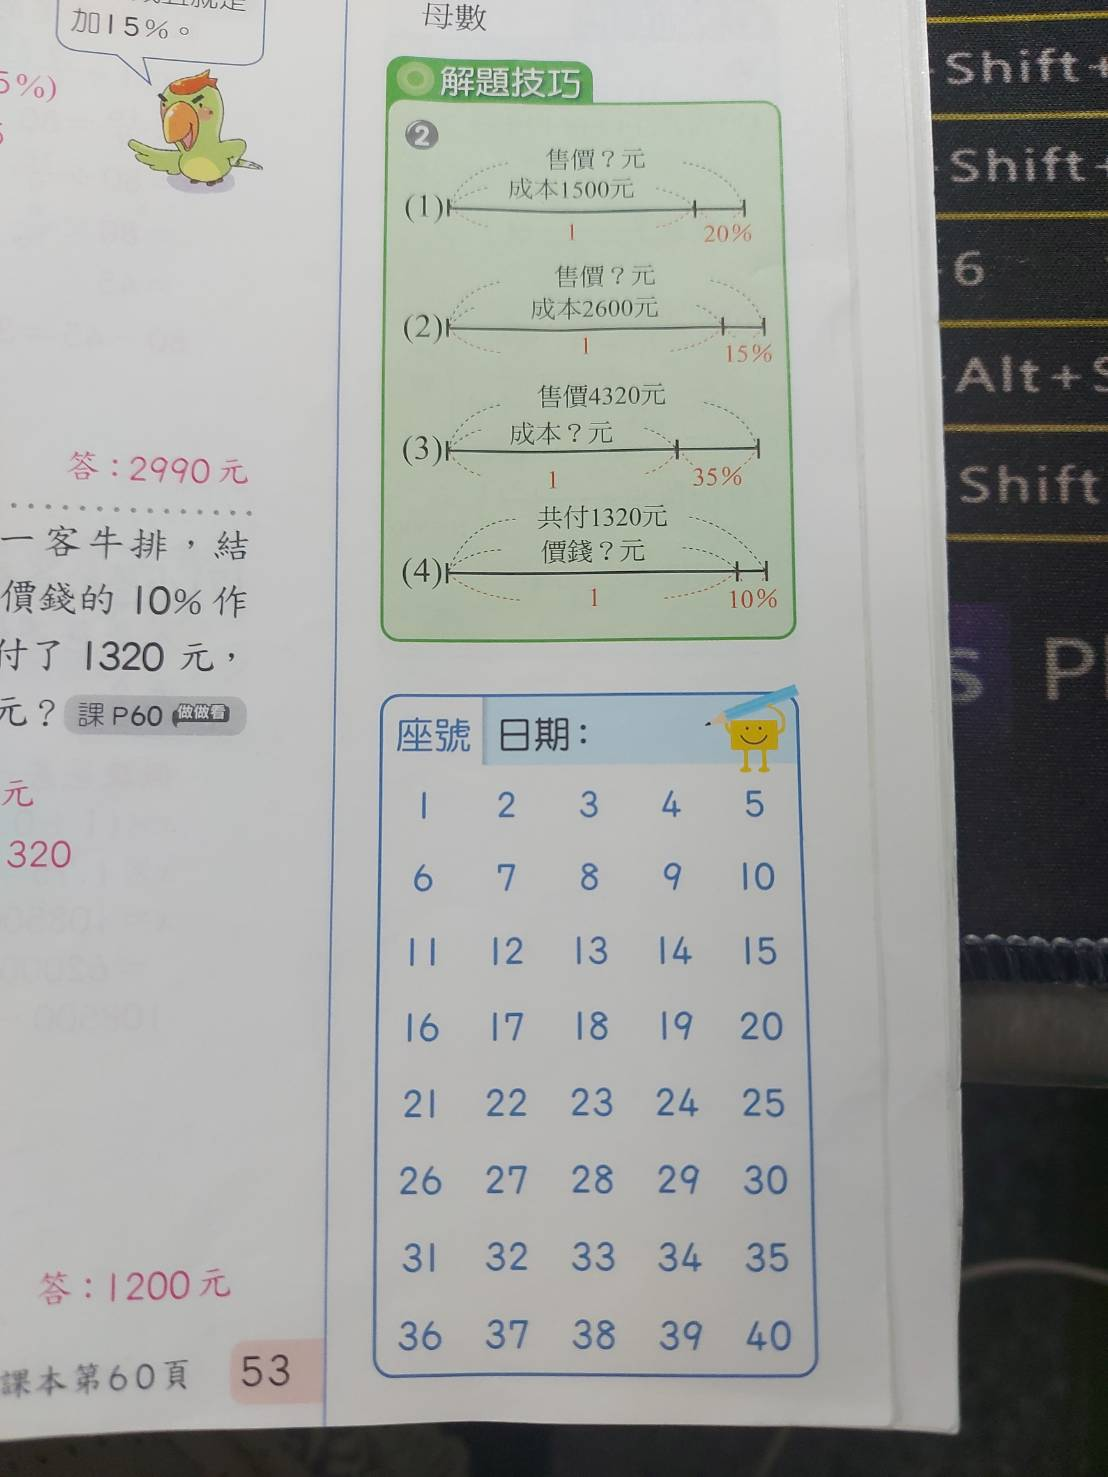 加15%。
5%)
答：2990元
一客牛排，結
價錢的 10% 作
付了 1320 元，
元？ 課P60 做做看
元
320
答：1200元
課本第60頁 53
母數
解題技巧
2
售價？元
成本1500元
(1)
1 20%
售價？元
成本2600元
(2)
1 15%
售價4320元
成本？元
(3)
1 35%
共付1320元
價錢？元
(4)
1 10%
座號 日期：
1 2 3 4 5
6 7 8 9 10
11 12 13 14 15
16 17 18 19 20
21 22 23 24 25
26 27 28 29 30
31 32 33 34 35
36 37 38 39 40
Shift+
Shift+
6
Alt+S
Shift
S P